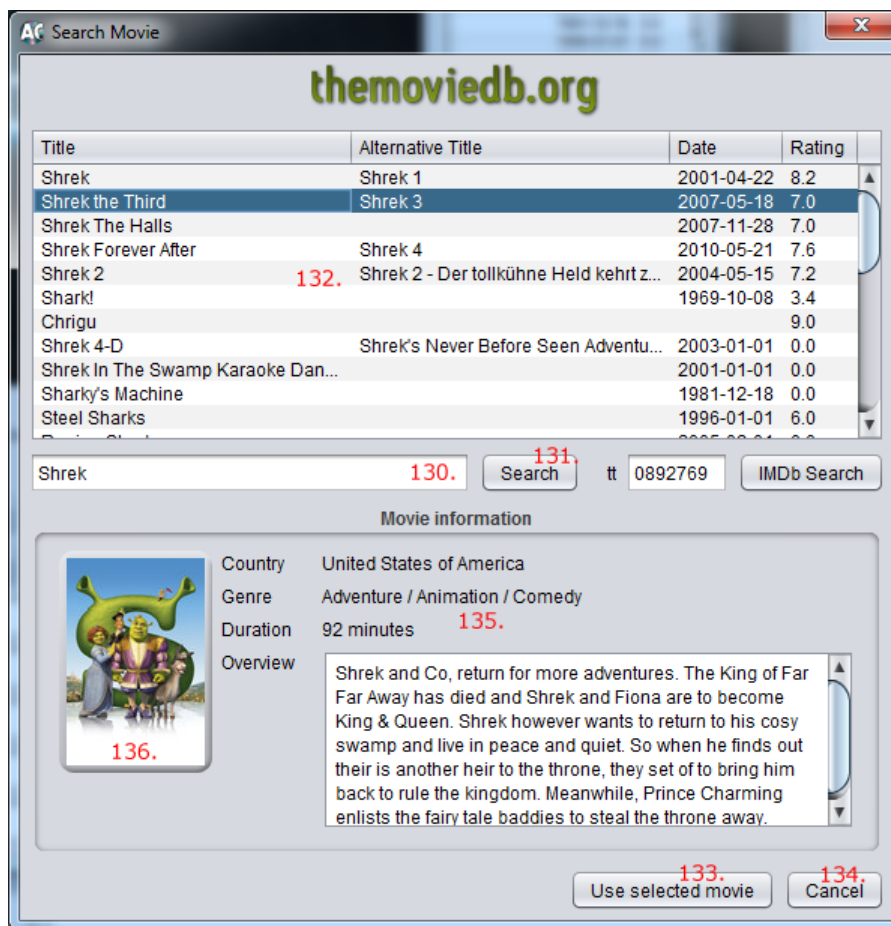 AC Search Movie
themoviedb.org
Title Alternative Title Date Rating
Shrek Shrek 1 2001-04-22 8.2
Shrek the Third Shrek 3 2007-05-18 7.0
Shrek The Halls 2007-11-28 7.0
Shrek Forever After Shrek 4 2010-05-21 7.6
Shrek 2 132. Shrek 2 - Der tollkühne Held kehrt z... 2004-05-15 7.2
Shark! 1969-10-08 3.4
Chrigu 9.0
Shrek 4-D Shrek's Never Before Seen Adventu... 2003-01-01 0.0
Shrek In The Swamp Karaoke Dan... 2001-01-01 0.0
Sharky's Machine 1981-12-18 0.0
Steel Sharks 1996-01-01 6.0
Shrek 130. Search 131. tt 0892769 IMDb Search
Movie information
Country United States of America
Genre Adventure / Animation / Comedy
Duration 92 minutes 135.
Overview
Shrek and Co, return for more adventures. The King of Far
Far Away has died and Shrek and Fiona are to become
King & Queen. Shrek however wants to return to his cosy
swamp and live in peace and quiet. So when he finds out
their is another heir to the throne, they set of to bring him
back to rule the kingdom. Meanwhile, Prince Charming
enlists the fairy tale baddies to steal the throne away.
136.
133. 134.
Use selected movie Cancel